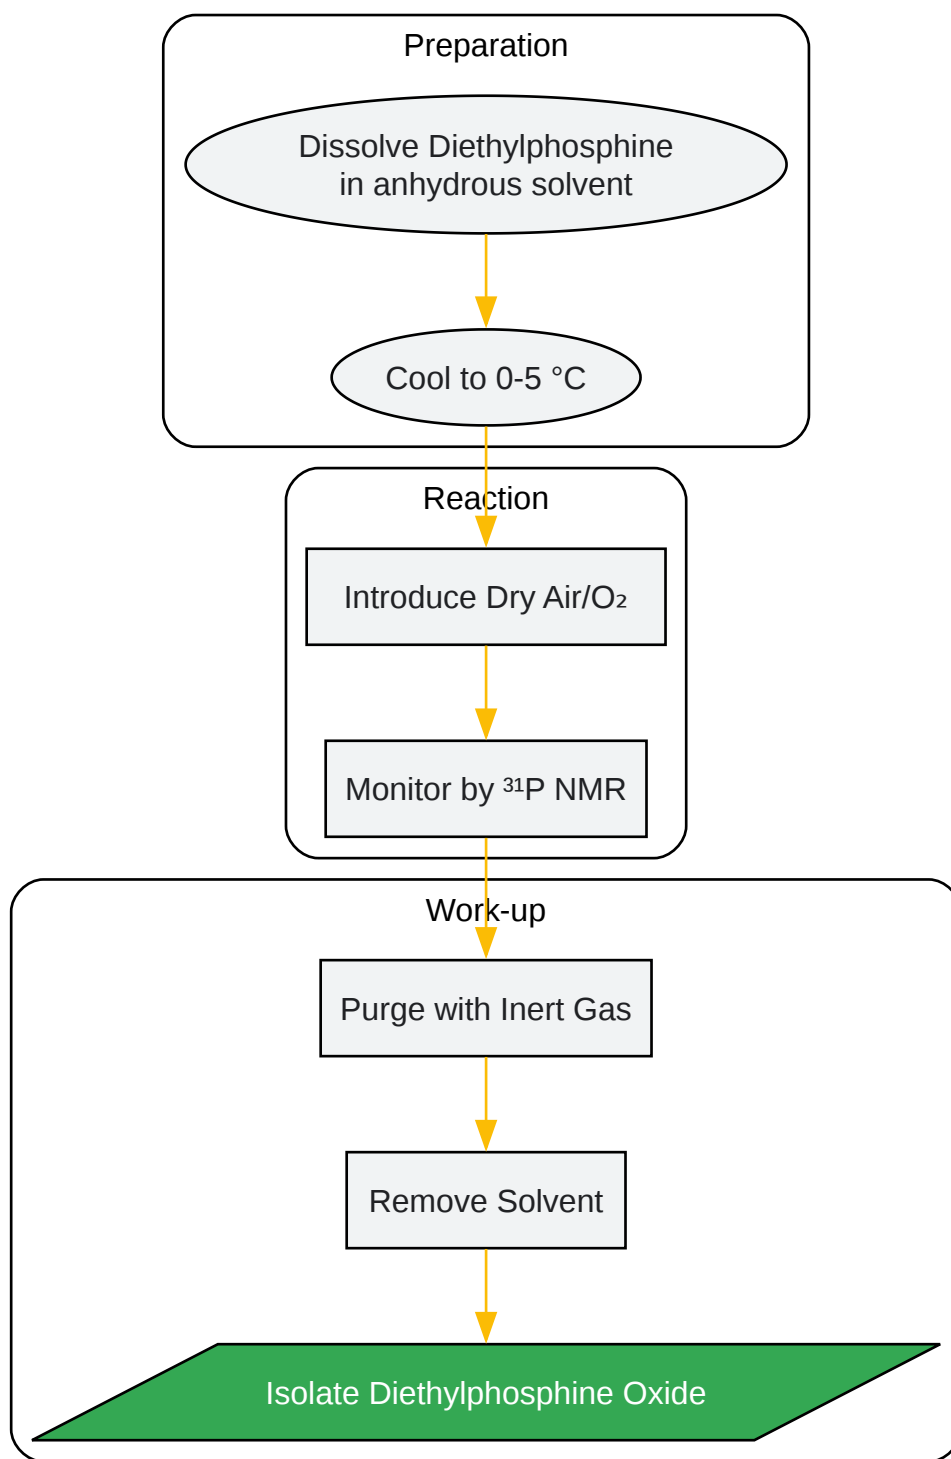 Preparation
Dissolve Diethylphosphine
in anhydrous solvent
Cool to 0-5 °C
Reaction
Introduce Dry Air/O₂
Monitor by ³¹P NMR
Work-up
Purge with Inert Gas
Remove Solvent
Isolate Diethylphosphine Oxide